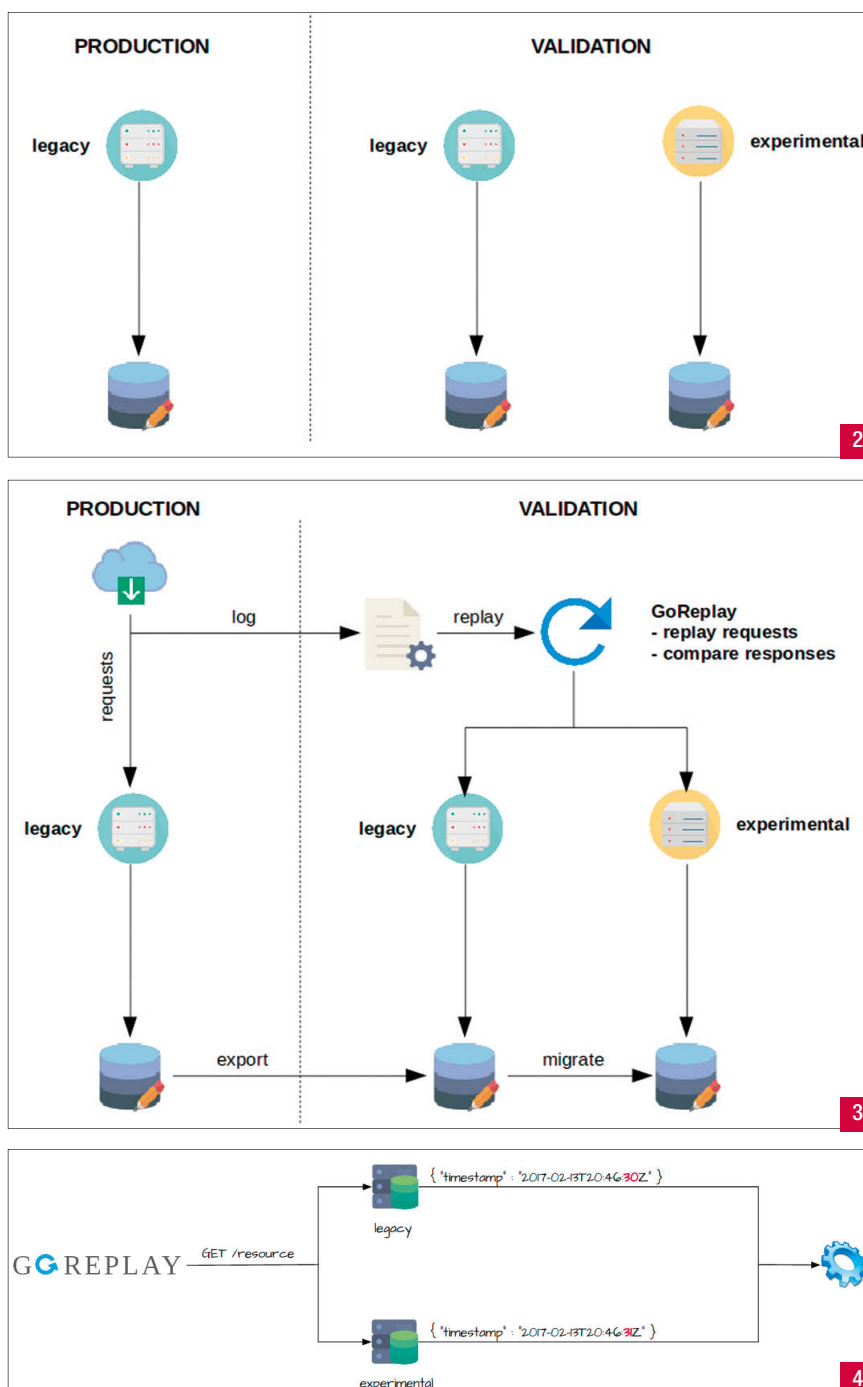 PRODUCTION
VALIDATION
legacy
legacy
experimental
2
PRODUCTION
VALIDATION
log
replay
GoReplay
- replay requests
- compare responses
requests
legacy
legacy
experimental
export
migrate
3
{ "timestamp" : "2017-02-13T20:46:30Z" }
legacy
GOREPLAY
GET /resource
{ "timestamp" : "2017-02-13T20:46:31Z" }
experimental
4